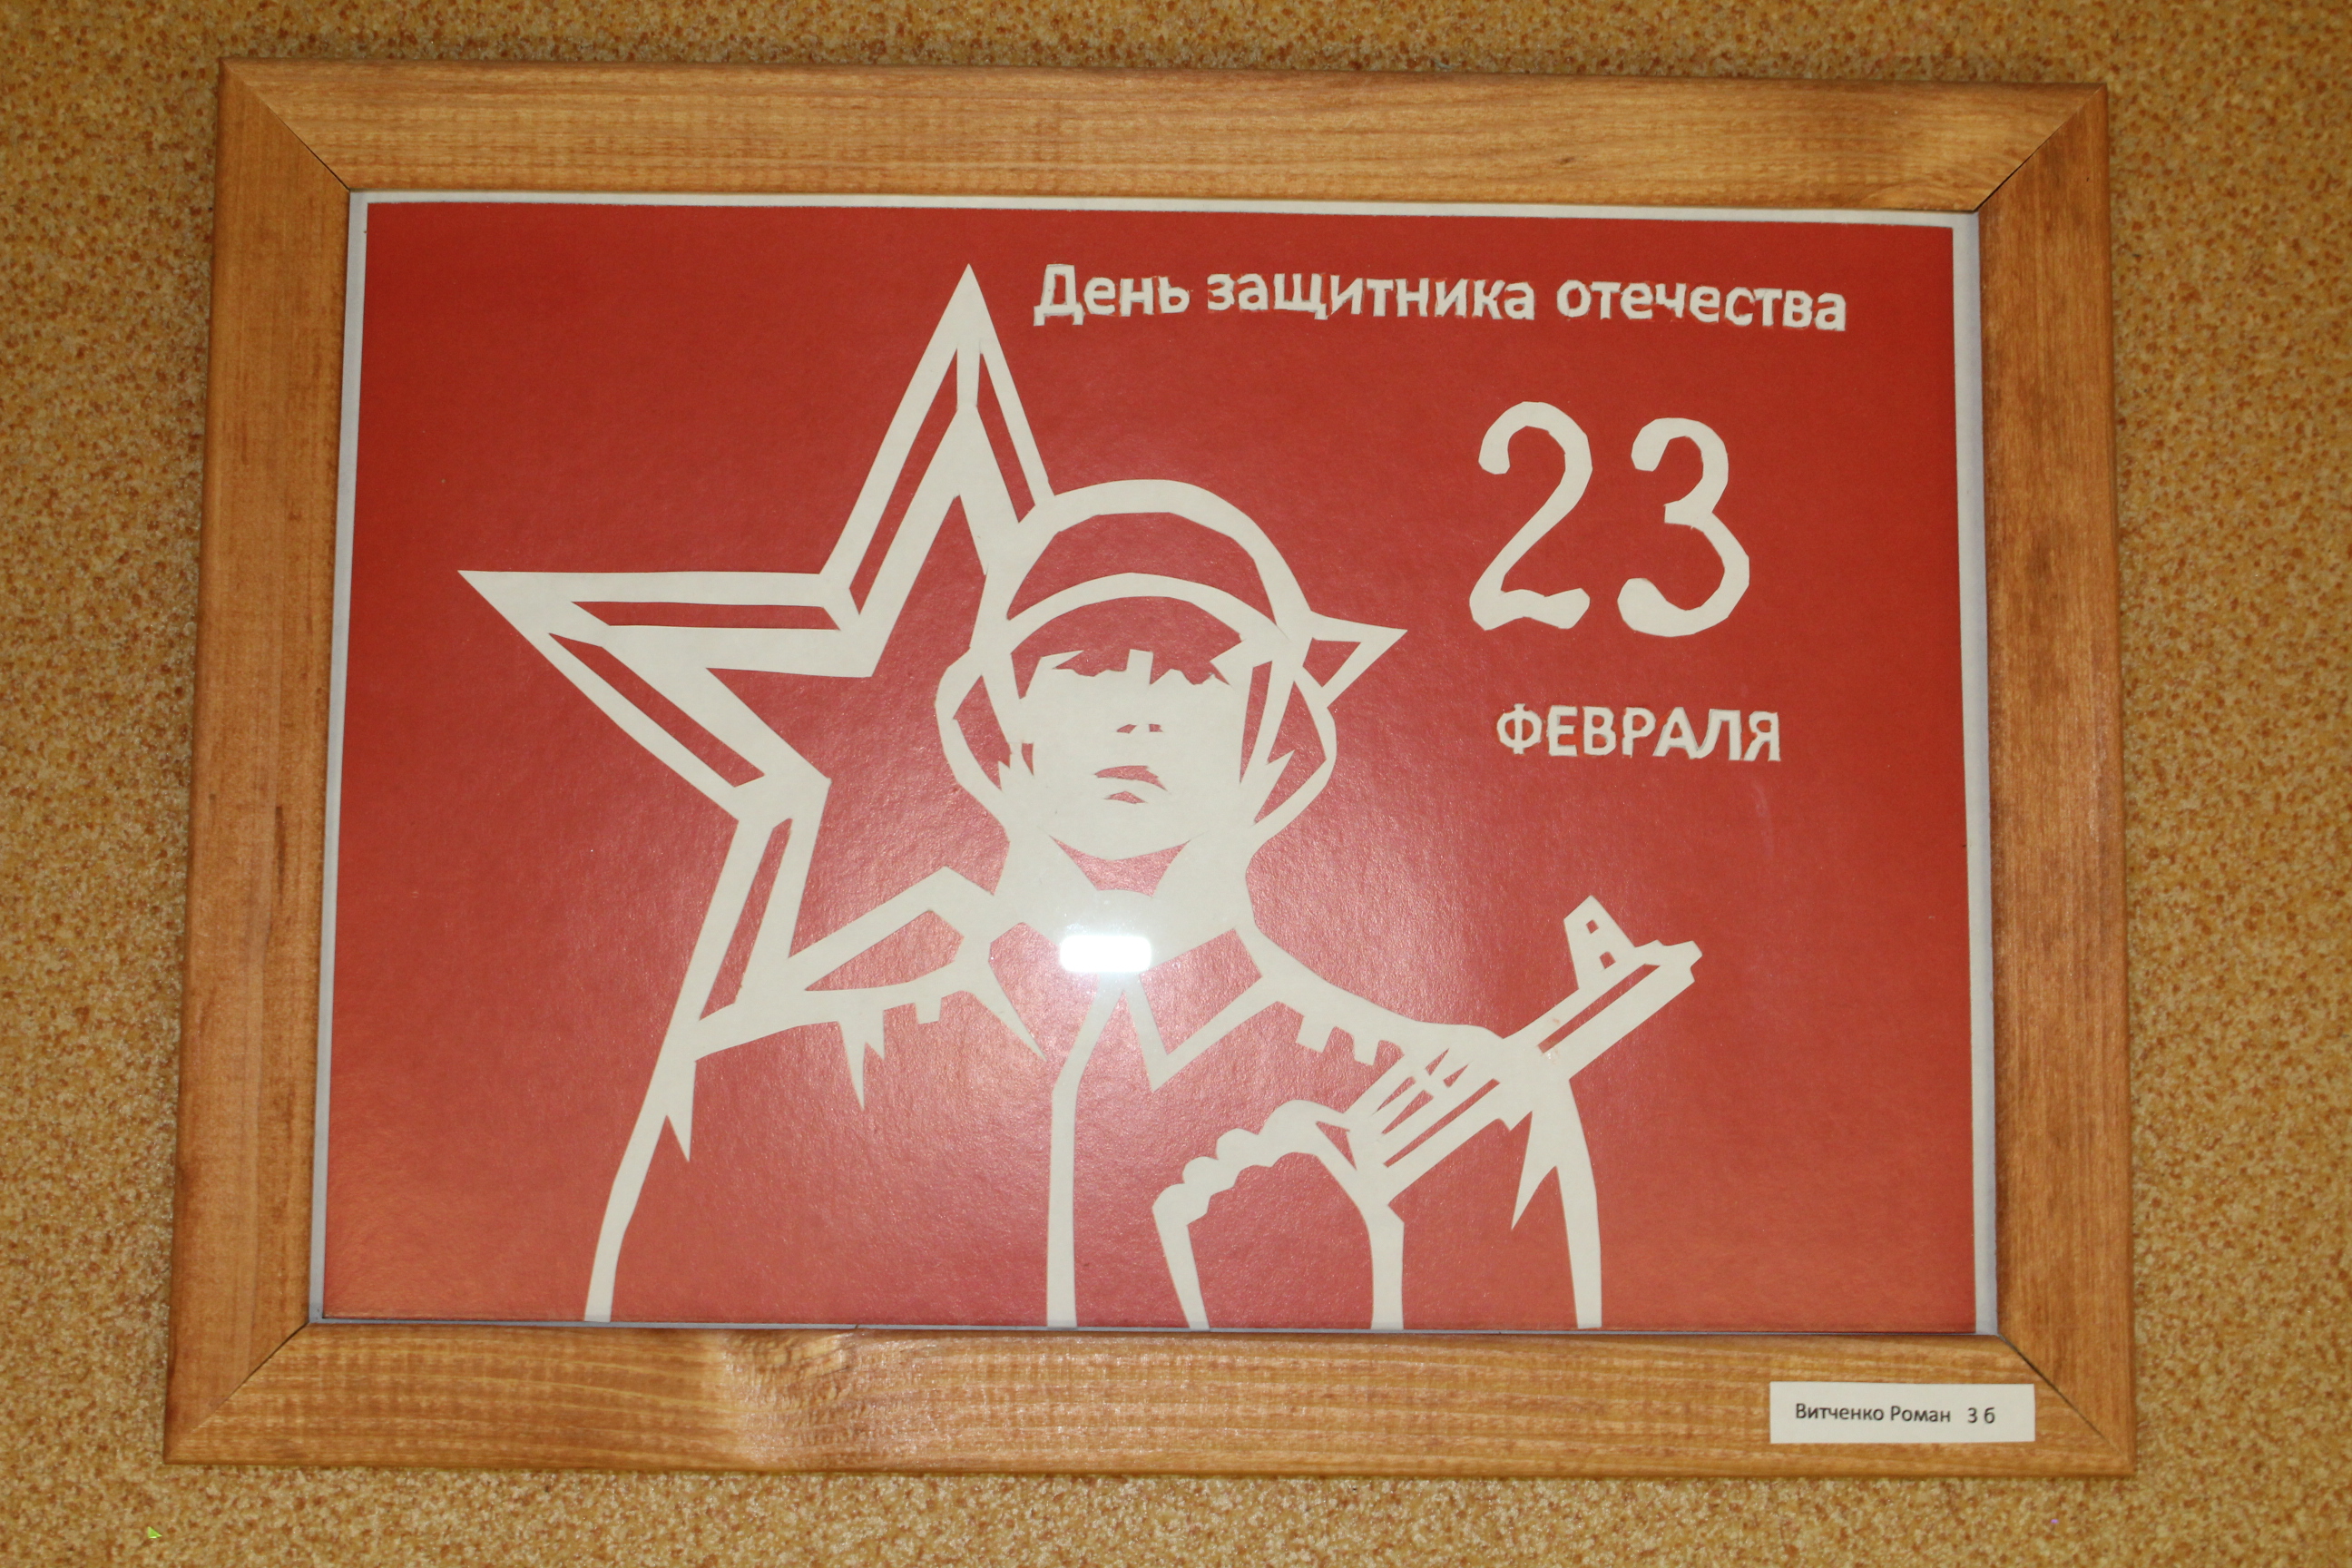 День защитника отечества
23
ФЕВРАЛЯ
Витченко Роман 3 б